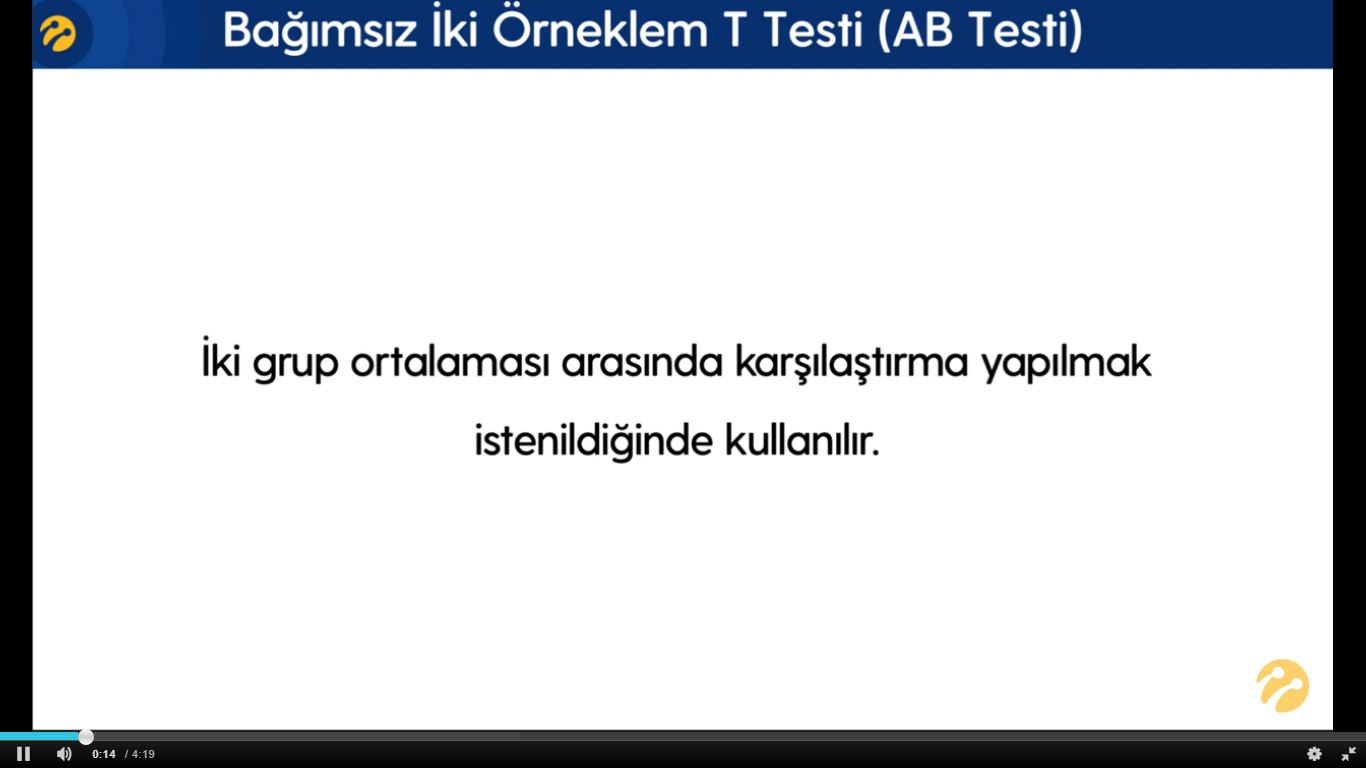 Bağımsız İki Örneklem T Testi (AB Testi)
İki grup ortalaması arasında karşılaştırma yapılmak
istenildiğinde kullanılır.
0:14 / 4:19